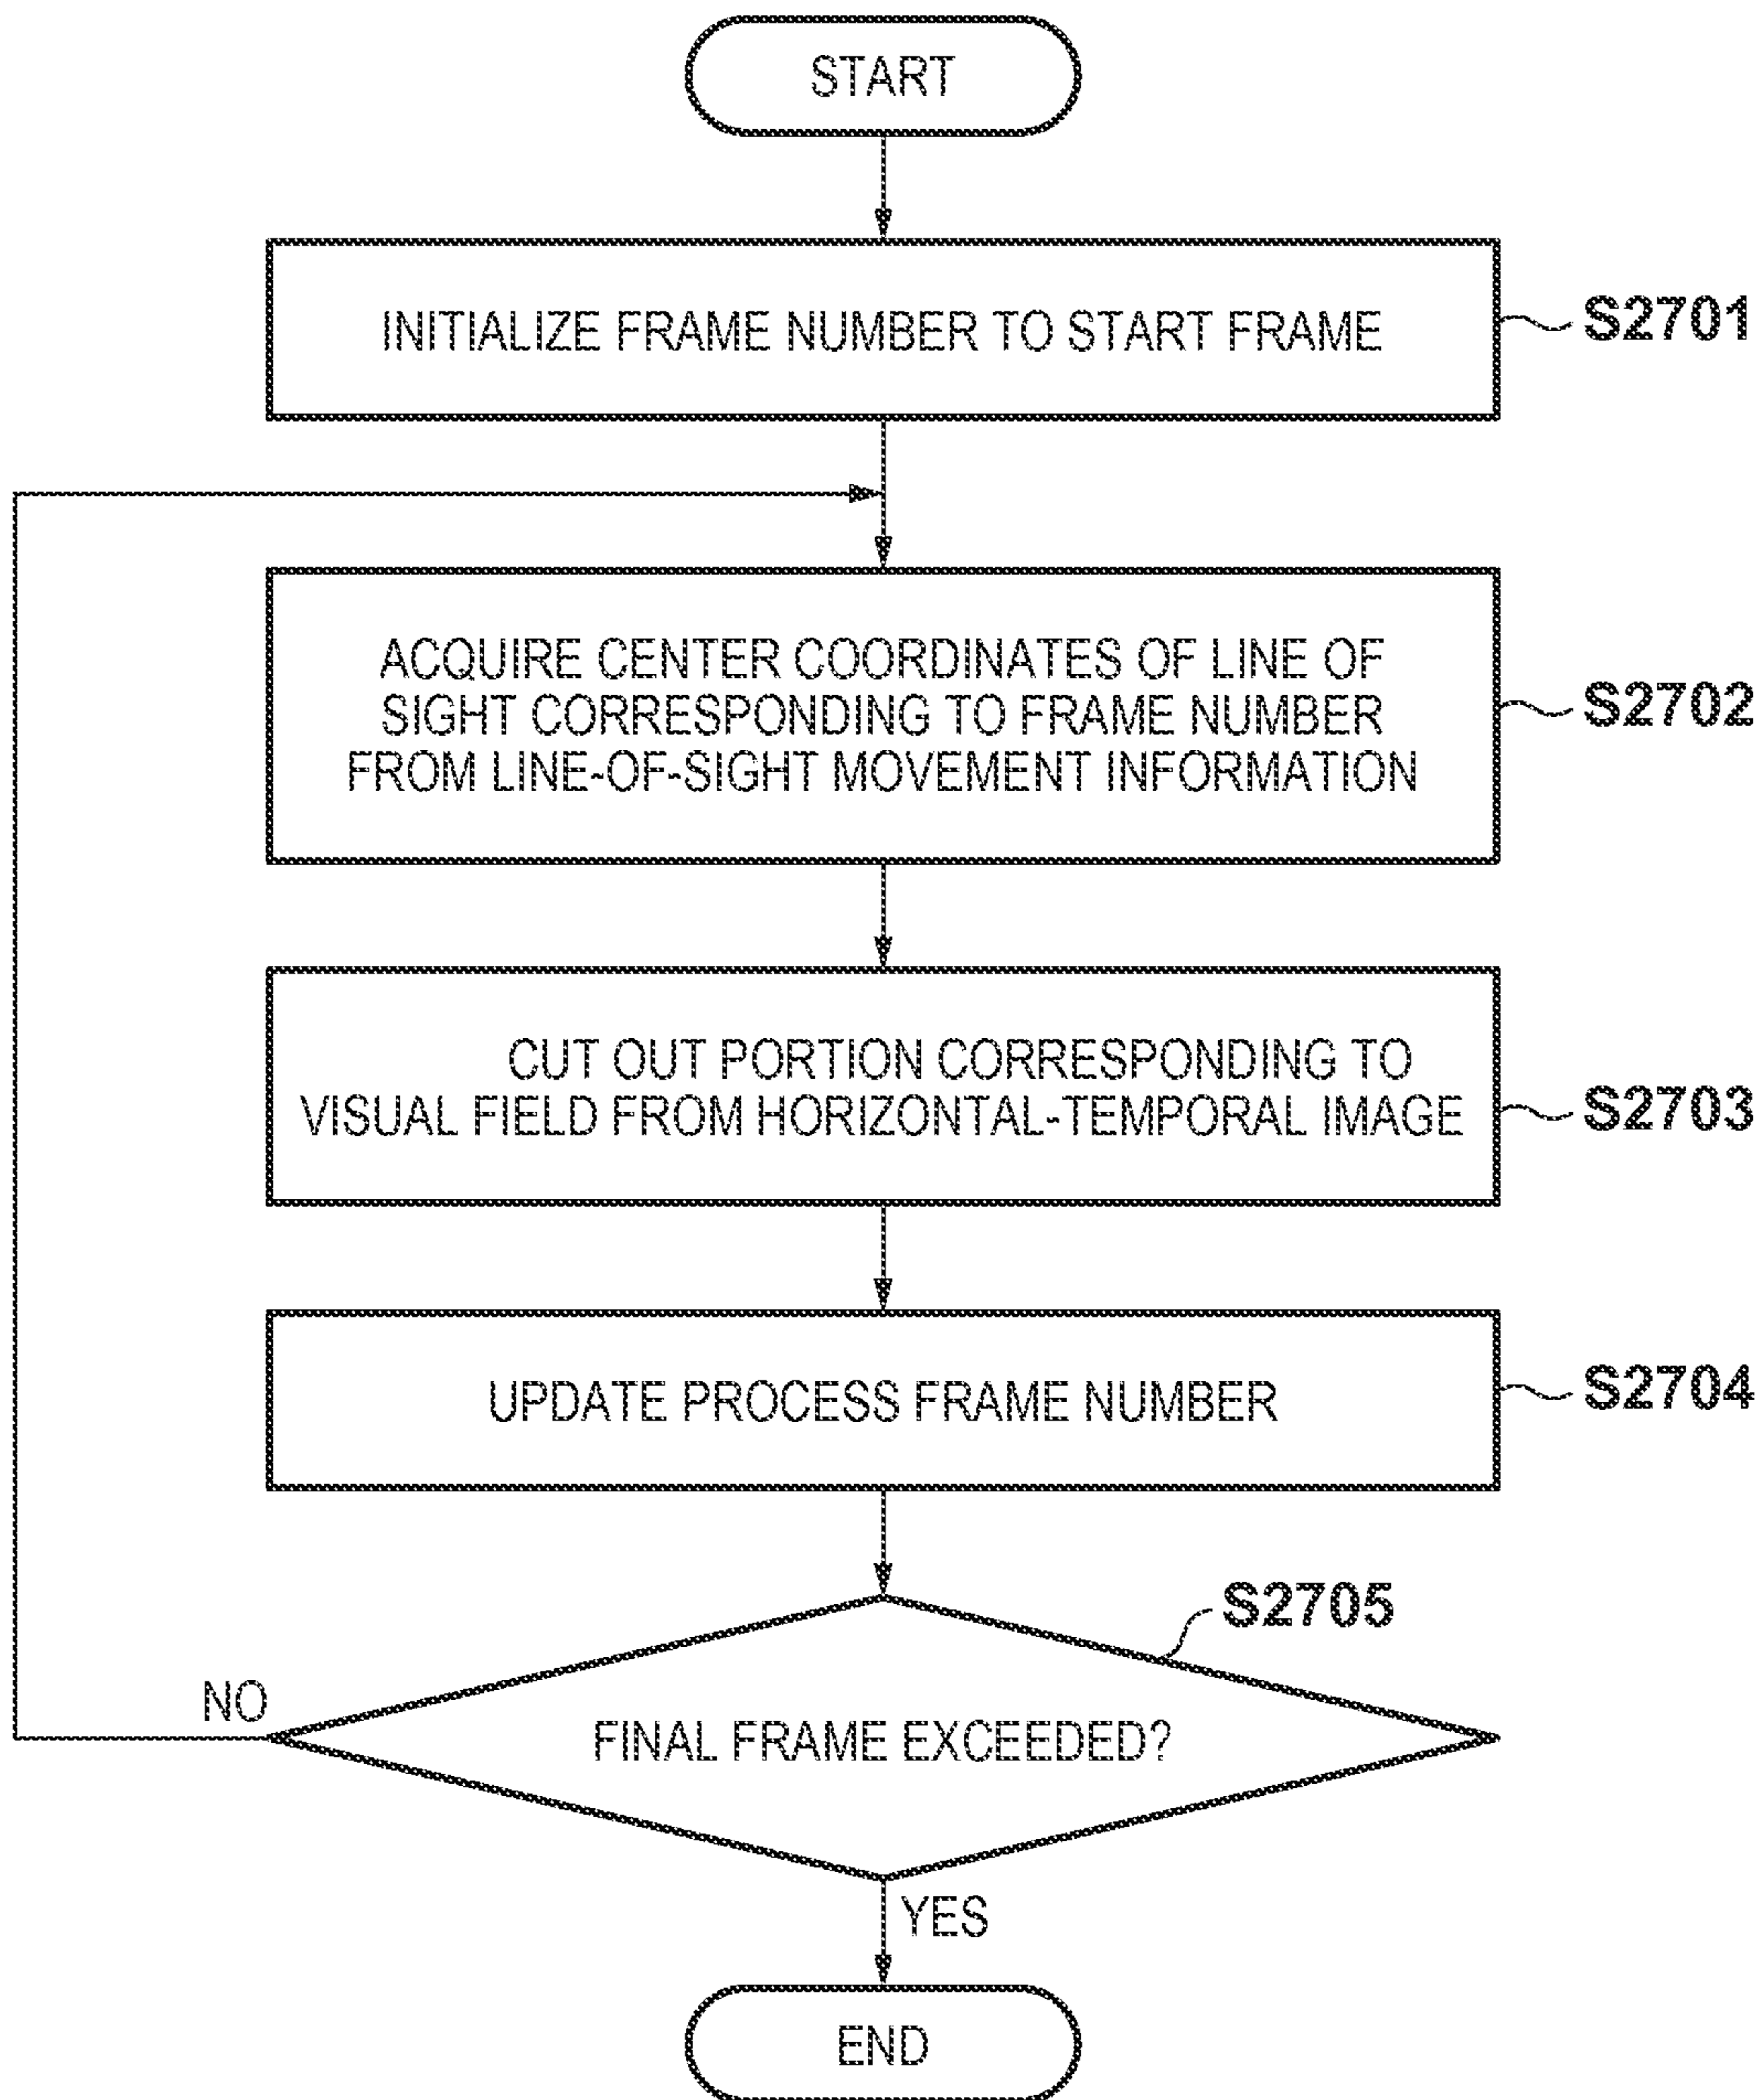 START
INITIALIZE FRAME NUMBER TO START FRAME
S2701
ACQUIRE CENTER COORDINATES OF LINE OF
SIGHT CORRESPONDING TO FRAME NUMBER
FROM LINE-OF-SIGHT MOVEMENT INFORMATION
S2702
CUT OUT PORTION CORRESPONDING TO
VISUAL FIELD FROM HORIZONTAL-TEMPORAL IMAGE
S2703
UPDATE PROCESS FRAME NUMBER
S2704
S2705
NO
FINAL FRAME EXCEEDED?
YES
END